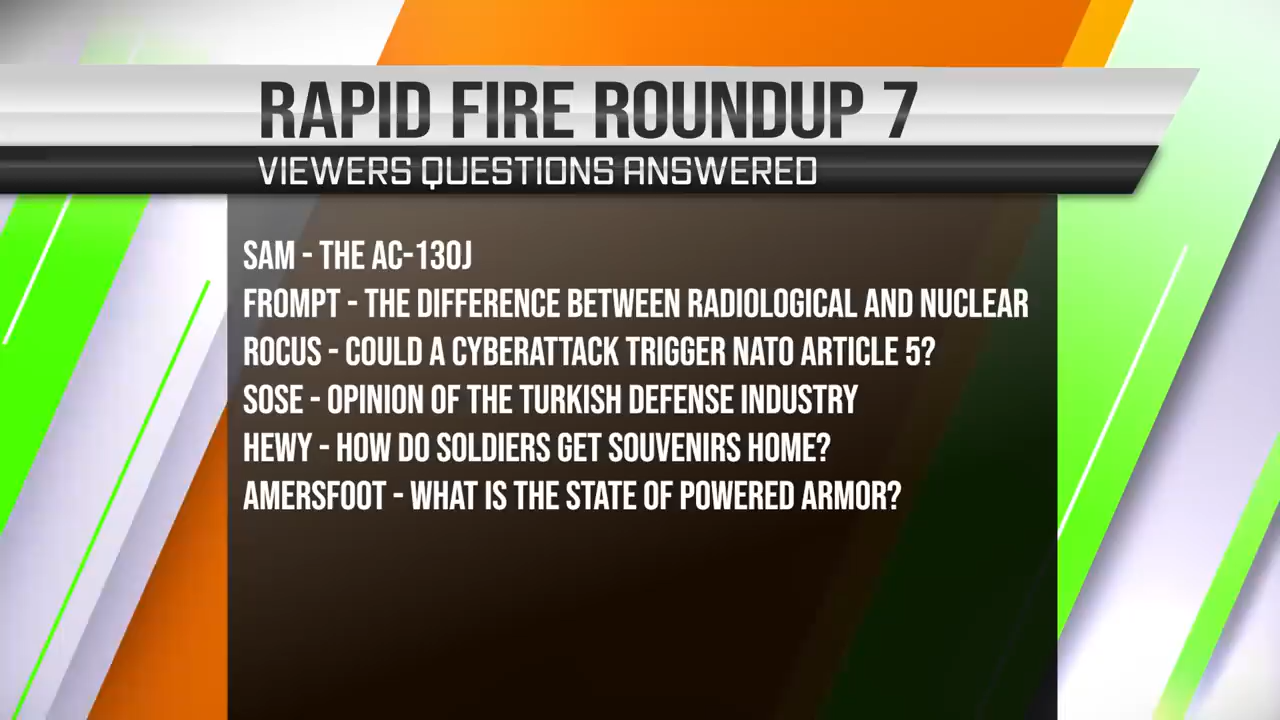 RAPID FIRE ROUNDUP 7
VIEWERS QUESTIONS ANSWERED
SAM - THE AC-130J
FROMPT - THE DIFFERENCE BETWEEN RADIOLOGICAL AND NUCLEAR
ROCUS - COULD A CYBERATTACK TRIGGER NATO ARTICLE 5?
SOSE - OPINION OF THE TURKISH DEFENSE INDUSTRY
HEWY - HOW DO SOLDIERS GET SOUVENIRS HOME?
AMERSFOOT - WHAT IS THE STATE OF POWERED ARMOR?